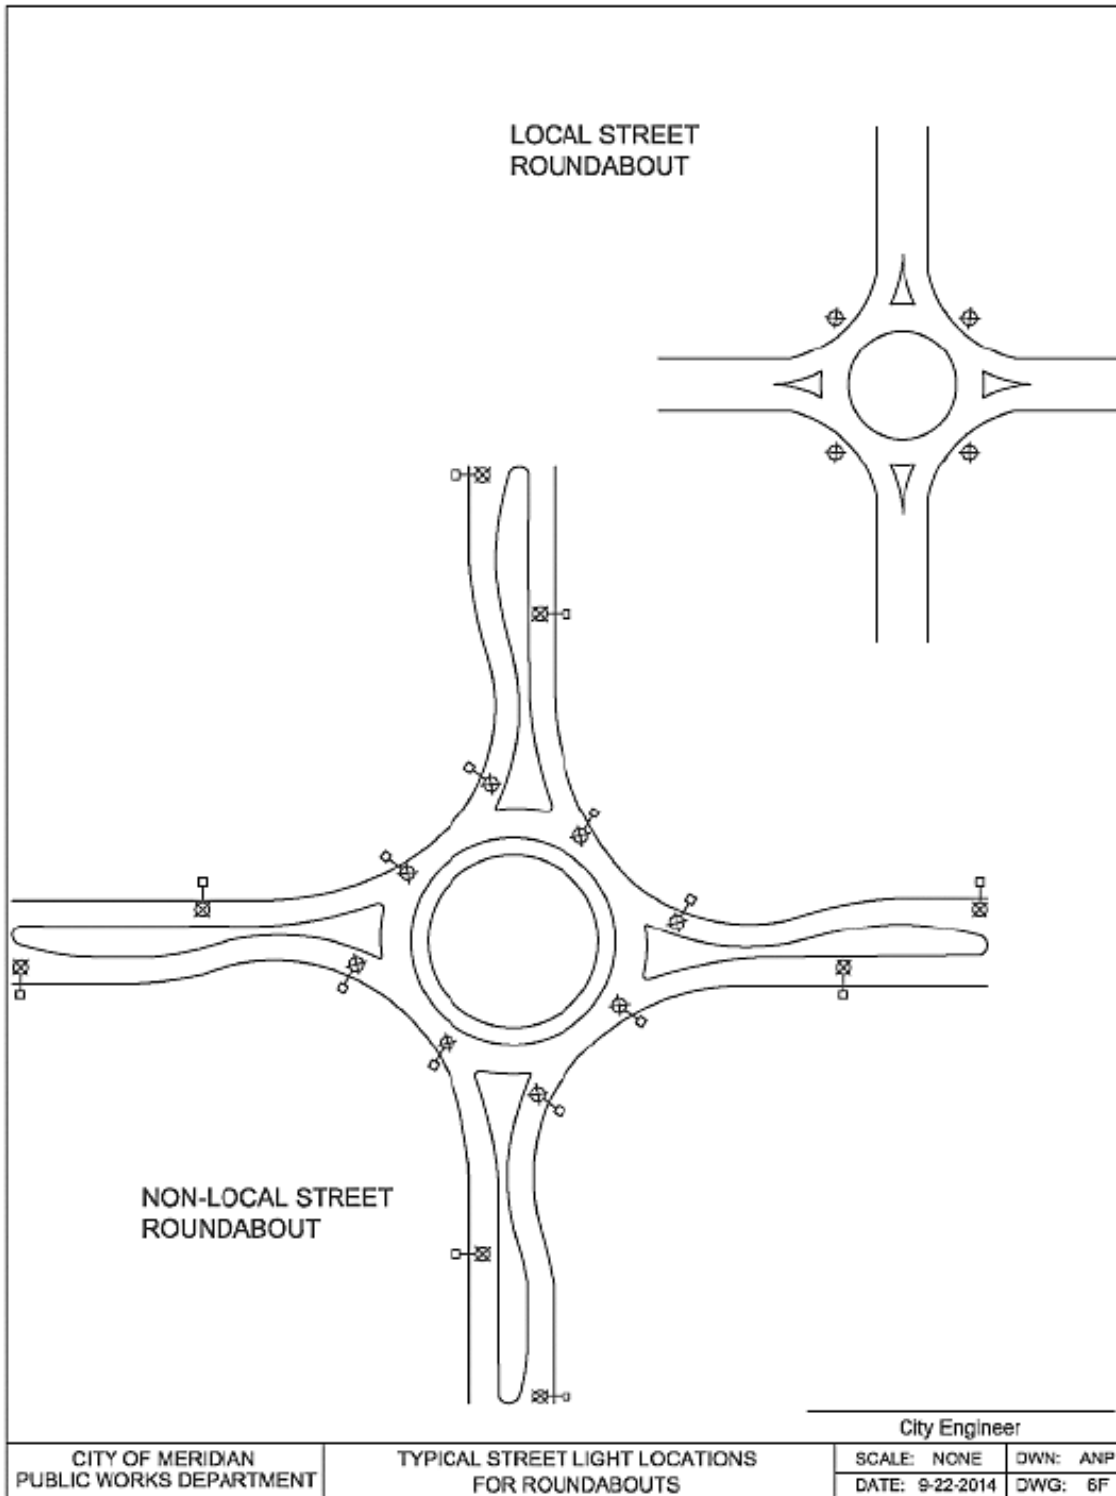 LOCAL STREET
ROUNDABOUT
NON-LOCAL STREET
ROUNDABOUT
City Engineer
CITY OF MERIDIAN
PUBLIC WORKS DEPARTMENT
TYPICAL STREET LIGHT LOCATIONS
FOR ROUNDABOUTS
SCALE: NONE
DWN: ANP
DATE: 9-22-2014
DWG: 6F